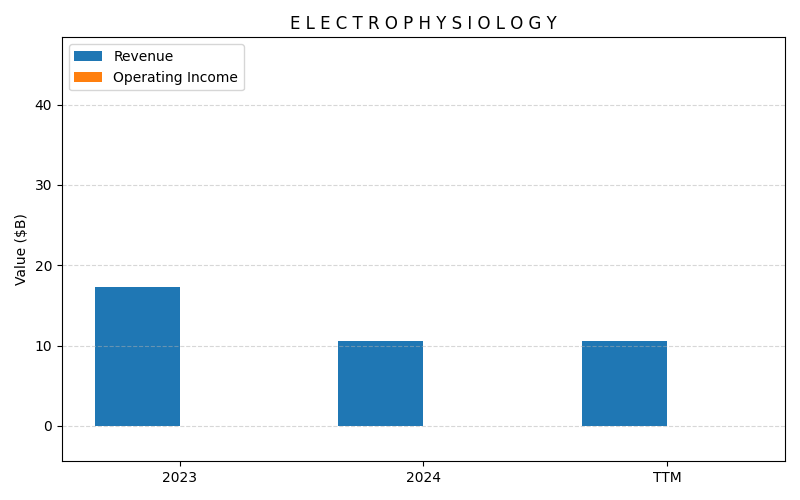 E L E C T R O P H Y S I O L O G Y
Revenue
Operating Income
Value ($B)
40
30
20
10
0
2023 2024 TTM